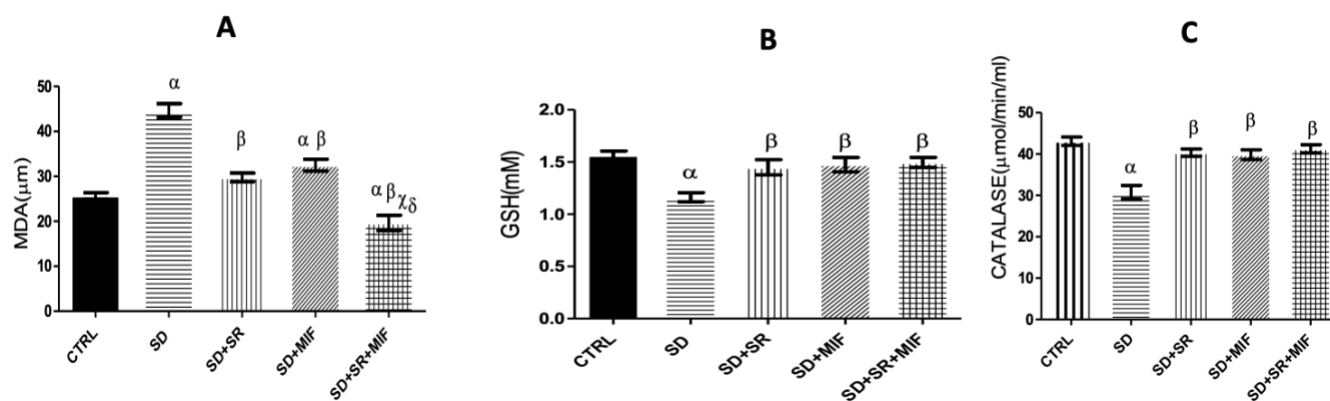 A
MDA(μm)
50
40
30
20
10
0
α
β
α β
α β χ δ
CTRL
SD
SD+SR
SD+MIF
SD+SR+MIF
B
GSH(mM)
2.0
1.5
1.0
0.5
0.0
α
β
β
β
CTRL
SD
SD+SR
SD+MIF
SD+SR+MIF
C
CATALASE(μmol/min/ml)
50
40
30
20
10
0
α
β
β
β
CTRL
SD
SD+SR
SD+MIF
SD+SR+MIF